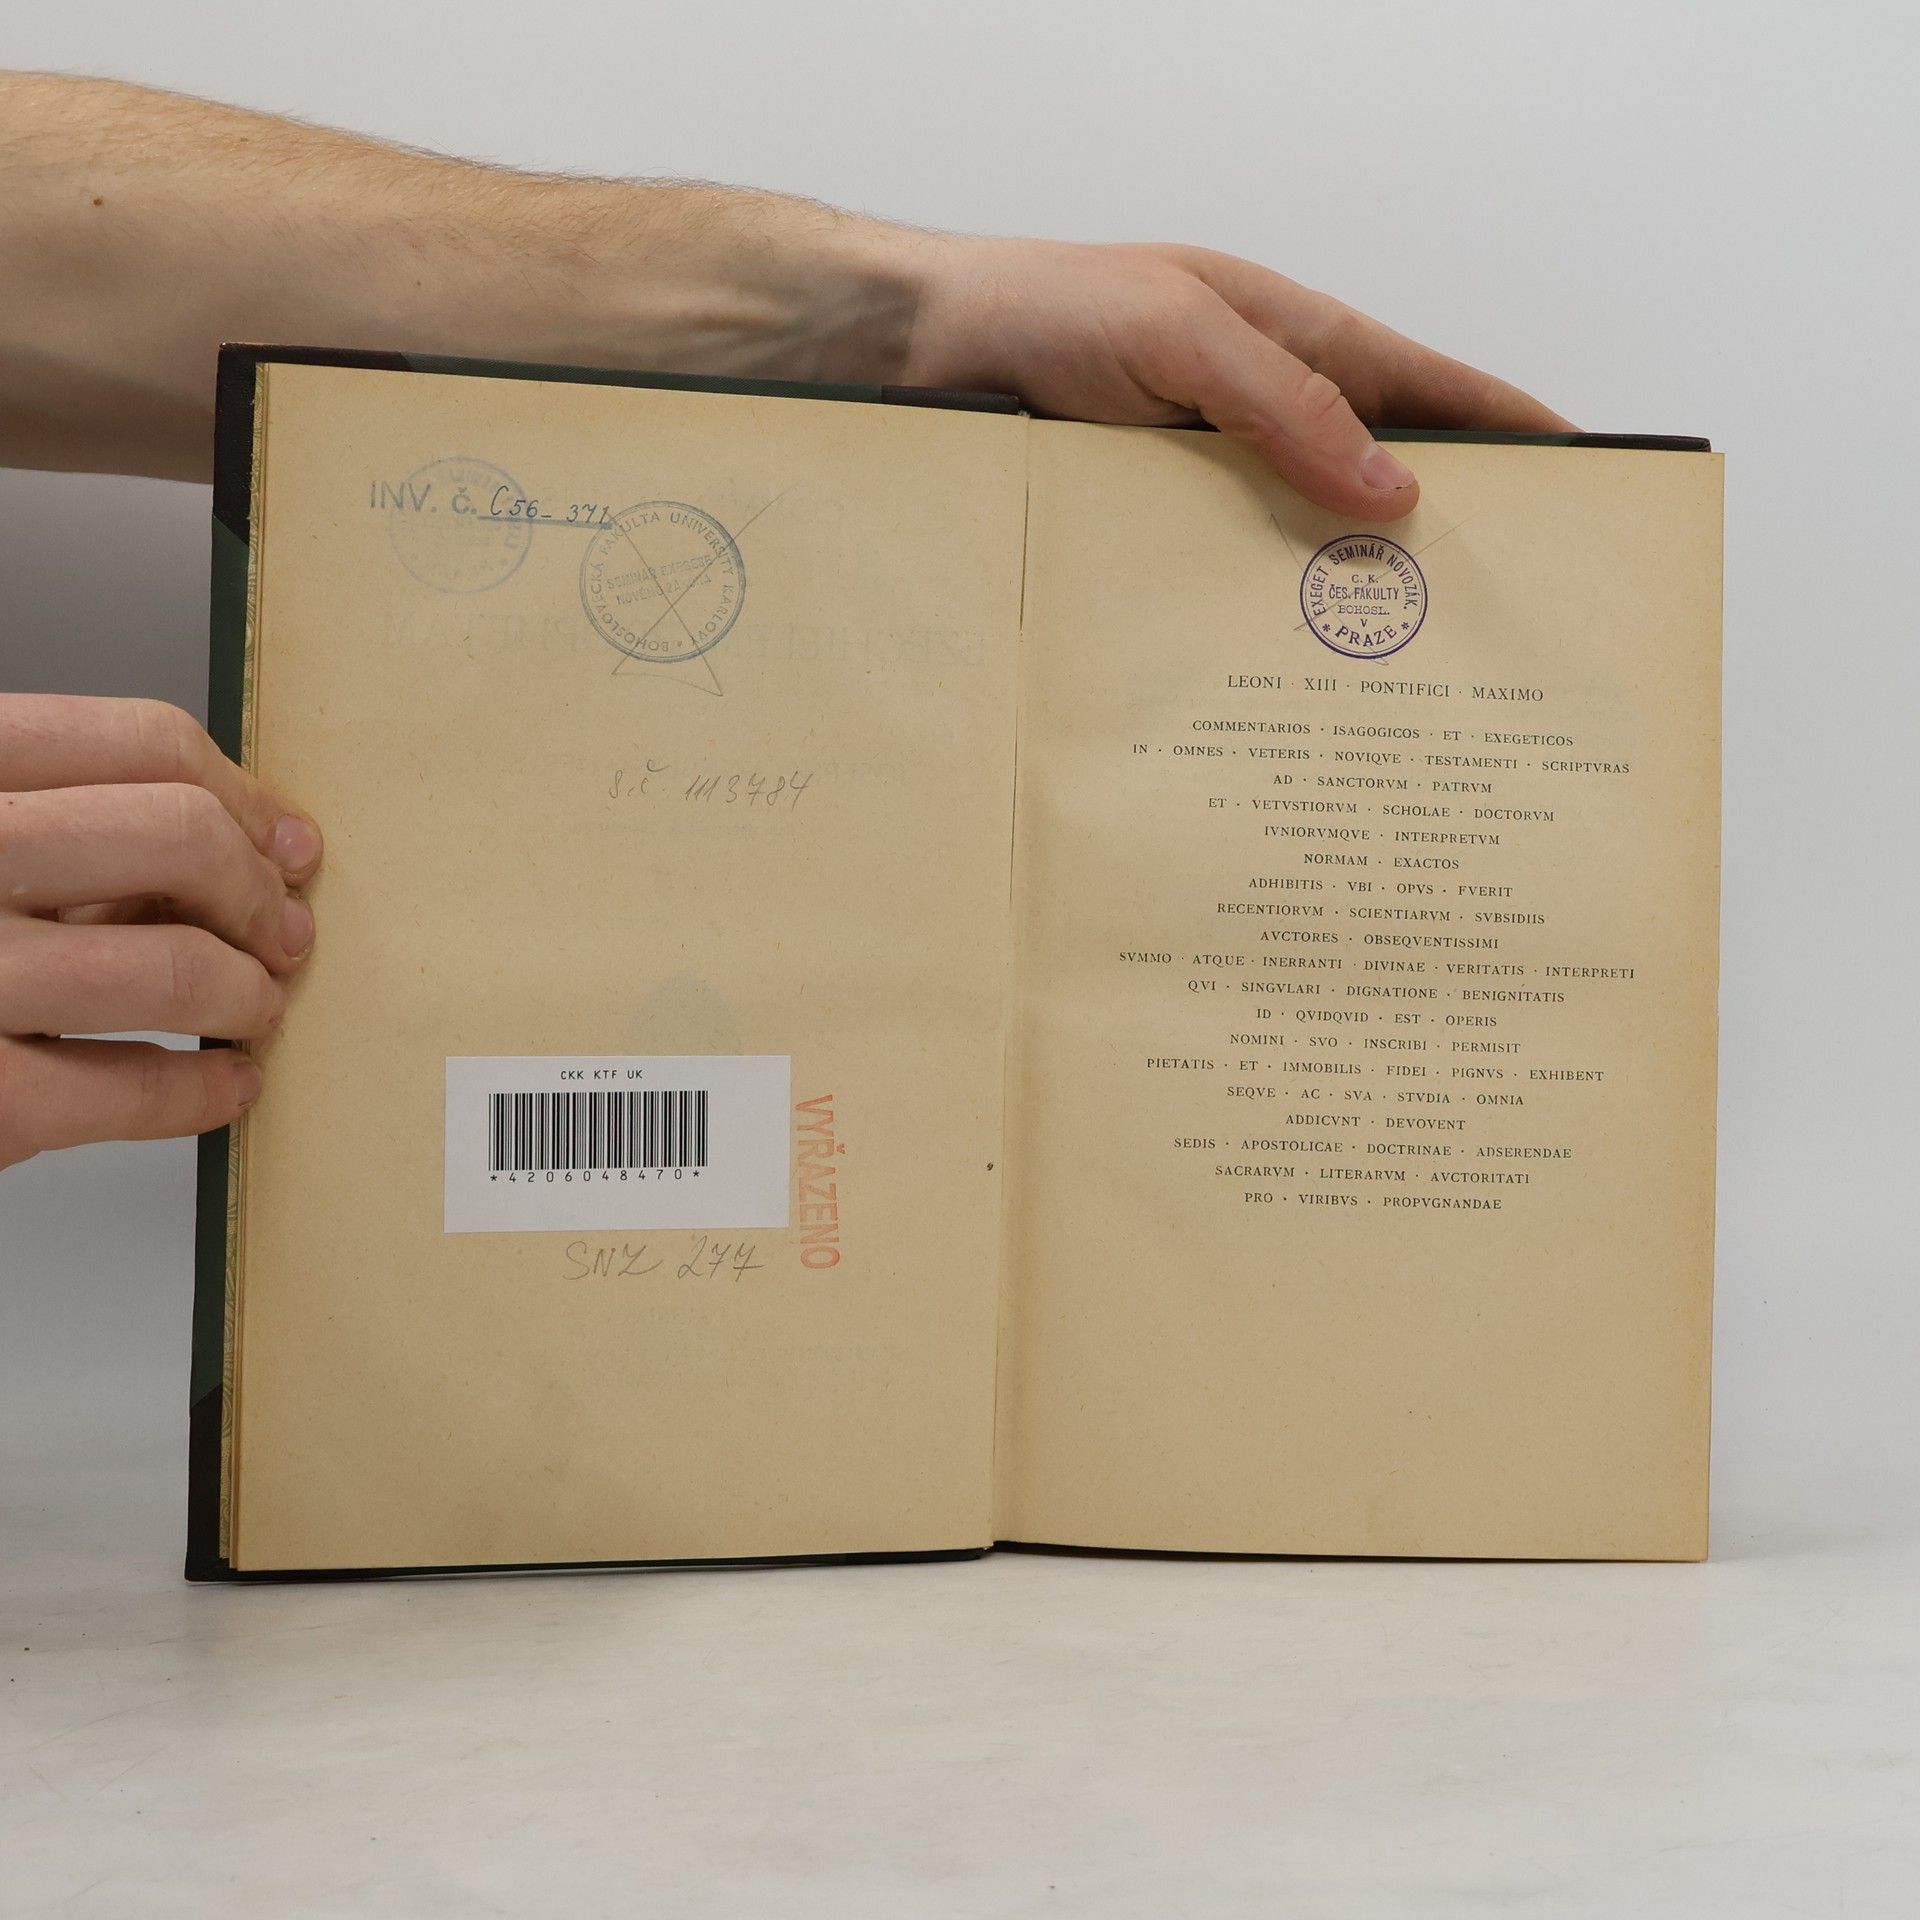 INV. č. C56- 371
BOHOSLOVECKÁ FAKULTA UNIVERSITY KARLOVY
SEMINÁŘ EXEGESE
NOVÉHO ZÁKONA
113784
CKK KTF UK
*4206048470*
VYŘAZENO
SNZ 277
EXEGET. SEMINÁŘ NOVOZÁK.
C. K.
ČES. FAKULTY
BOHOSL.
V
* PRAZE *
LEONI · XIII · PONTIFICI · MAXIMO
COMMENTARIOS · ISAGOGICOS · ET · EXEGETICOS
IN · OMNES · VETERIS · NOVIQVE · TESTAMENTI · SCRIPTVRAS
AD · SANCTORVM · PATRVM
ET · VETVSTIORVM · SCHOLAE · DOCTORVM
IVNIORVMQVE · INTERPRETVM
NORMAM · EXACTOS
ADHIBITIS · VBI · OPVS · FVERIT
RECENTIORVM · SCIENTIARVM · SVBSIDIIS
AVCTORES · OBSEQVENTISSIMI
SVMMO · ATQUE · INERRANTI · DIVINAE · VERITATIS · INTERPRETI
QVI · SINGVLARI · DIGNATIONE · BENIGNITATIS
ID · QVIDQVID · EST · OPERIS
NOMINI · SVO · INSCRIBI · PERMISIT
PIETATIS · ET · IMMOBILIS · FIDEI · PIGNVS · EXHIBENT
SEQVE · AC · SVA · STVDIA · OMNIA
ADDICVNT · DEVOVENT
SEDIS · APOSTOLICAE · DOCTRINAE · ADSERENDAE
SACRARVM · LITERARVM · AVCTORITATI
PRO · VIRIBVS · PROPVGNANDAE